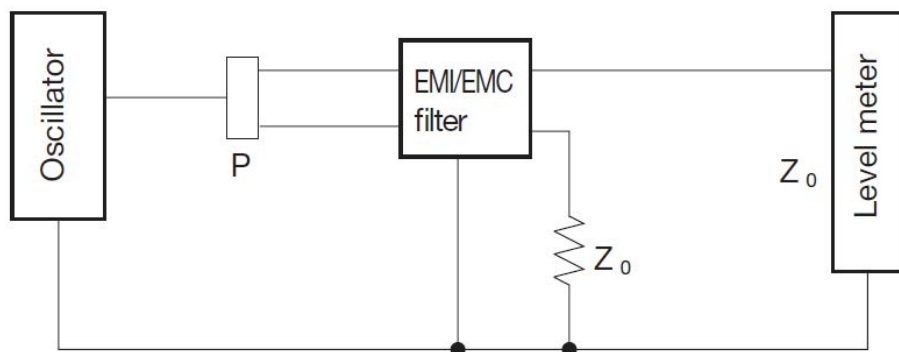 Oscillator
P
EMI/EMC
filter
Z0
Z0
Level meter